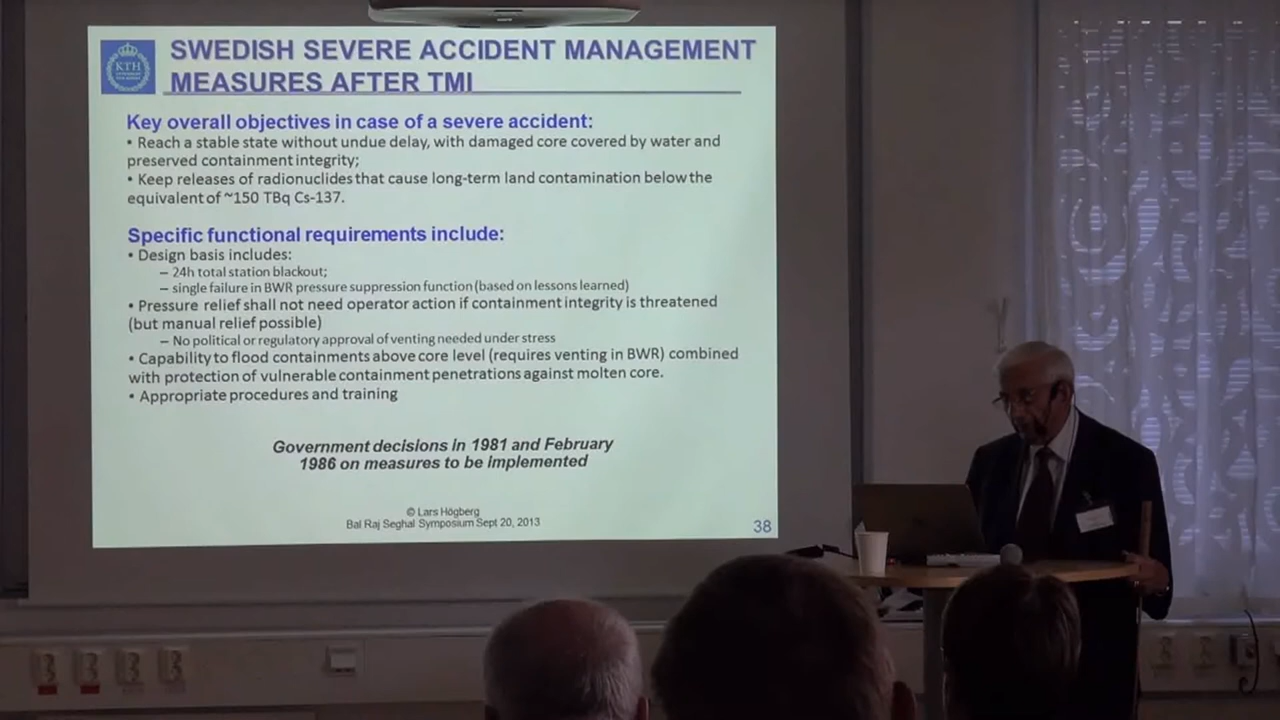 KTH
SWEDISH SEVERE ACCIDENT MANAGEMENT
MEASURES AFTER TMI
Key overall objectives in case of a severe accident:
• Reach a stable state without undue delay, with damaged core covered by water and
preserved containment integrity;
• Keep releases of radionuclides that cause long-term land contamination below the
equivalent of ~150 TBq Cs-137.
Specific functional requirements include:
• Design basis includes:
– 24h total station blackout;
– single failure in BWR pressure suppression function (based on lessons learned)
• Pressure relief shall not need operator action if containment integrity is threatened
(but manual relief possible)
– No political or regulatory approval of venting needed under stress
• Capability to flood containments above core level (requires venting in BWR) combined
with protection of vulnerable containment penetrations against molten core.
• Appropriate procedures and training
Government decisions in 1981 and February
1986 on measures to be implemented
© Lars Högberg
Bal Raj Seghal Symposium Sept 20, 2013
38